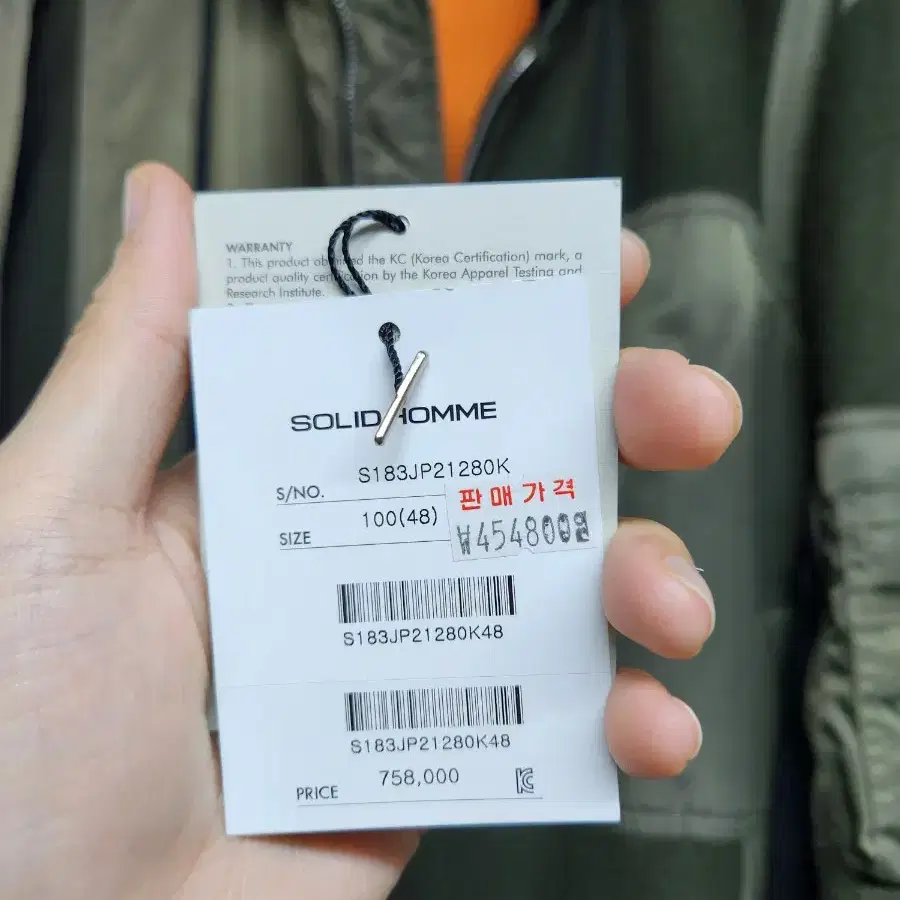 WARRANTY
1. This product the KC (Korea Certification) mark, a
product quality by the Korea Apparel Testing and
Research Institute.
SOLID HOMME
S/NO. S183JP21280K
판매가격
SIZE 100(48)
₩454800원
S183JP21280K48
S183JP21280K48
PRICE 758,000